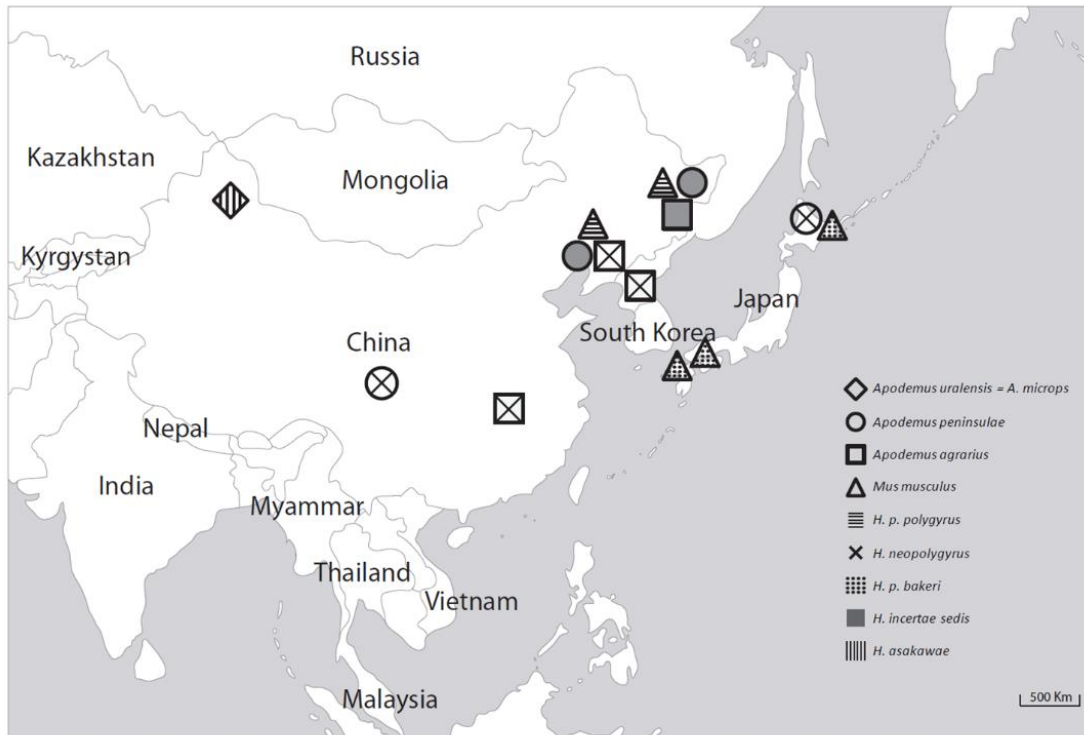 Russia
Kazakhstan
Mongolia
Kyrgystan
Japan
South Korea
China
Nepal
India
Myammar
Thailand
Vietnam
Malaysia
Apodemus uralensis = A. microps
Apodemus peninsulae
Apodemus agrarius
Mus musculus
H. p. polygyrus
H. neopolygyrus
H. p. bakeri
H. incertae sedis
H. asakawae
500 Km